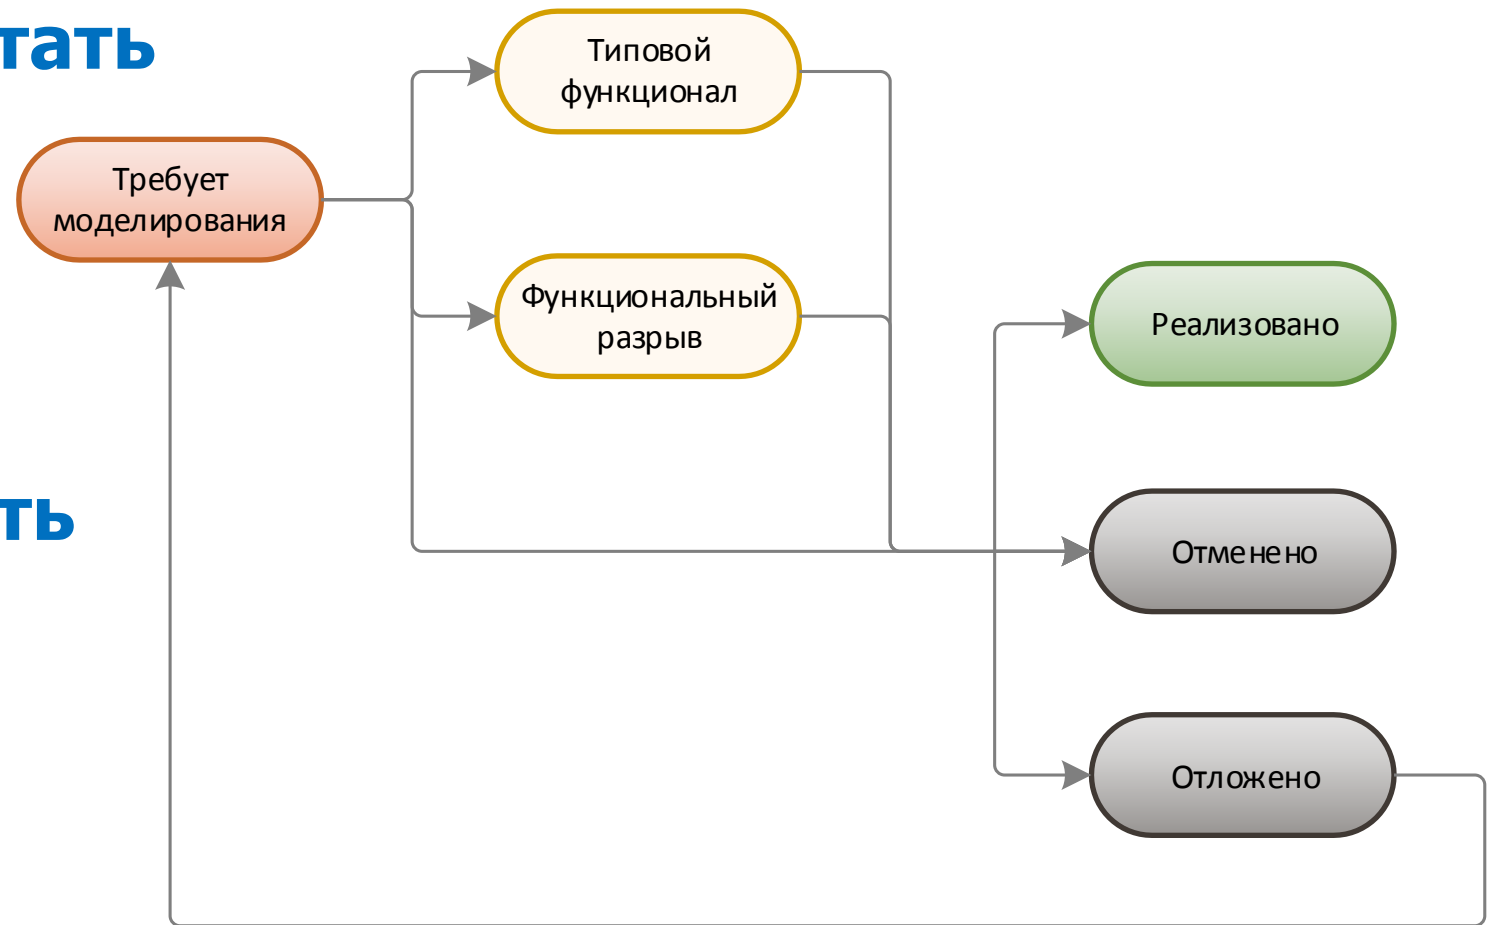 тать
Типовой
функционал
Требует
моделирования
Функциональный
разрыв
Реализовано
ть
Отменено
Отложено